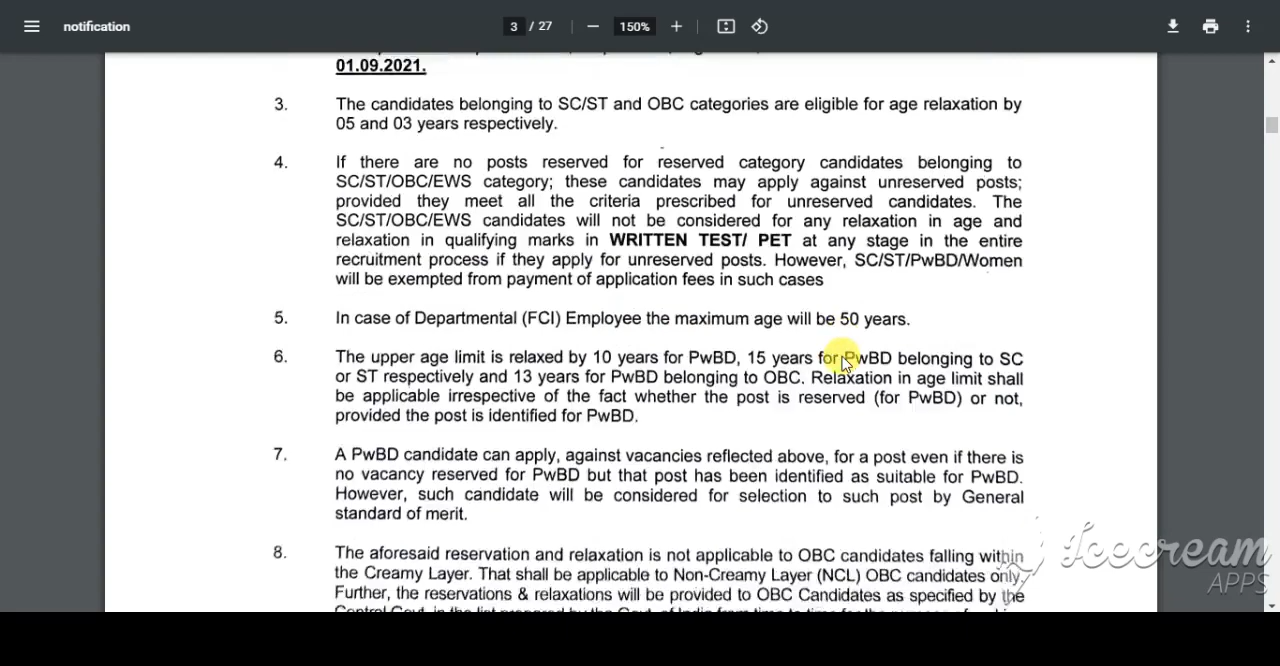 notification
3 / 27
150%
01.09.2021.
3. The candidates belonging to SC/ST and OBC categories are eligible for age relaxation by
05 and 03 years respectively.
4. If there are no posts reserved for reserved category candidates belonging to
SC/ST/OBC/EWS category; these candidates may apply against unreserved posts;
provided they meet all the criteria prescribed for unreserved candidates. The
SC/ST/OBC/EWS candidates will not be considered for any relaxation in age and
relaxation in qualifying marks in WRITTEN TEST/ PET at any stage in the entire
recruitment process if they apply for unreserved posts. However, SC/ST/PwBD/Women
will be exempted from payment of application fees in such cases
5. In case of Departmental (FCI) Employee the maximum age will be 50 years.
6. The upper age limit is relaxed by 10 years for PwBD, 15 years for PwBD belonging to SC
or ST respectively and 13 years for PwBD belonging to OBC. Relaxation in age limit shall
be applicable irrespective of the fact whether the post is reserved (for PwBD) or not,
provided the post is identified for PwBD.
7. A PwBD candidate can apply, against vacancies reflected above, for a post even if there is
no vacancy reserved for PwBD but that post has been identified as suitable for PwBD.
However, such candidate will be considered for selection to such post by General
standard of merit.
8. The aforesaid reservation and relaxation is not applicable to OBC candidates falling within
the Creamy Layer. That shall be applicable to Non-Creamy Layer (NCL) OBC candidates only.
Further, the reservations & relaxations will be provided to OBC Candidates as specified by the
Icecream
APPS